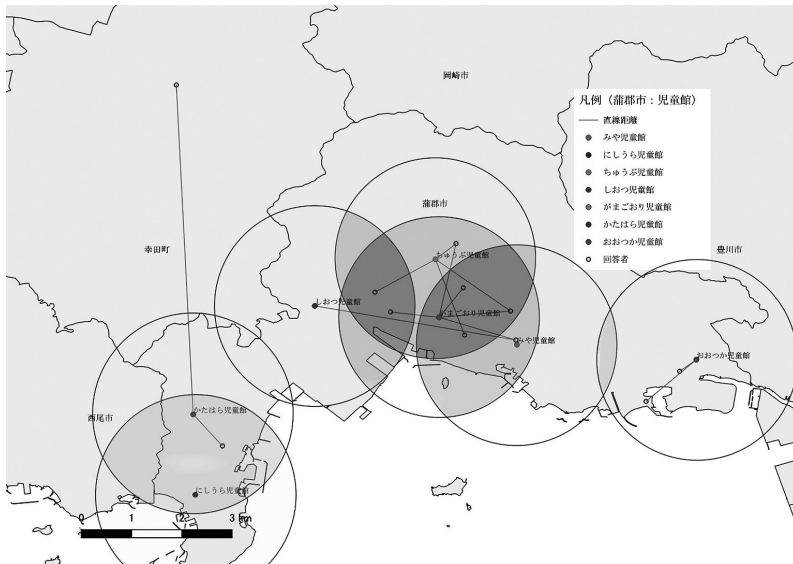 岡崎市
凡例（蒲郡市：児童館）
直線距離
みや児童館
にしうら児童館
ちゅうぶ児童館
しおつ児童館
がまごおり児童館
かたはら児童館
おおつか児童館
回答者
蒲郡市
幸田町
豊川市
ちゅうぶ児童館
しおつ児童館
がまごおり児童館
みや児童館
おおつか児童館
かたはら児童館
西尾市
にしうら児童館
0 1 2 3 km